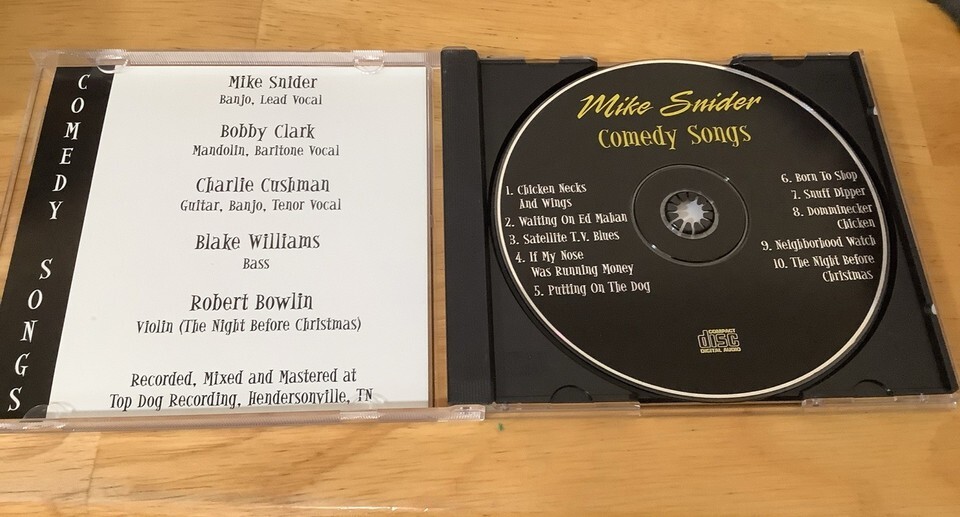 COMEDY SONGS
Mike Snider
Banjo, Lead Vocal
Bobby Clark
Mandolin, Baritone Vocal
Charlie Cushman
Guitar, Banjo, Tenor Vocal
Blake Williams
Bass
Robert Bowlin
Violin (The Night Before Christmas)
Recorded, Mixed and Mastered at
Top Dog Recording, Hendersonville, TN
Mike Snider
Comedy Songs
1. Chicken Necks
And Wings
2. Waiting On Ed Mahan
3. Satellite T.V. Blues
4. If My Nose
Was Running Money
5. Putting On The Dog
6. Born To Shop
7. Snuff Dipper
8. Domminecker
Chicken
9. Neighborhood Watch
10. The Night Before
Christmas
COMPACT
disc
DIGITAL AUDIO